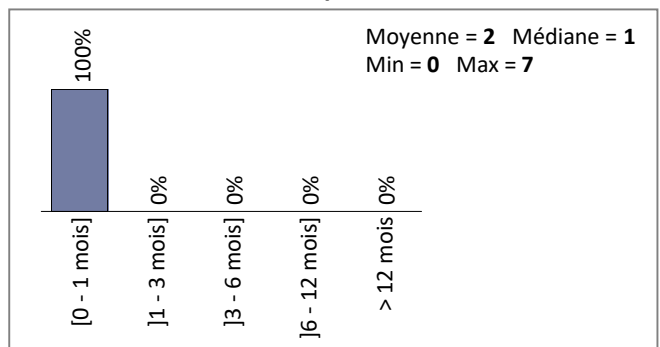 Moyenne = 2 Médiane = 1
Min = 0 Max = 7
100%
0%
0%
0%
0%
[0 - 1 mois]
]1 - 3 mois]
]3 - 6 mois]
]6 - 12 mois]
> 12 mois